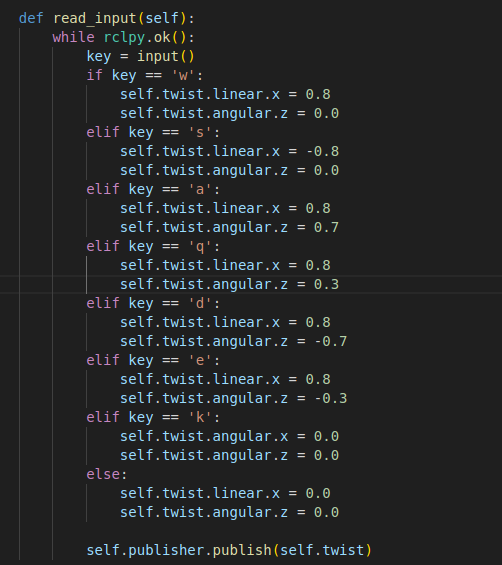 def read_input(self):
    while rclpy.ok():
        key = input()
        if key == 'w':
            self.twist.linear.x = 0.8
            self.twist.angular.z = 0.0
        elif key == 's':
            self.twist.linear.x = -0.8
            self.twist.angular.z = 0.0
        elif key == 'a':
            self.twist.linear.x = 0.8
            self.twist.angular.z = 0.7
        elif key == 'q':
            self.twist.linear.x = 0.8
            self.twist.angular.z = 0.3
        elif key == 'd':
            self.twist.linear.x = 0.8
            self.twist.angular.z = -0.7
        elif key == 'e':
            self.twist.linear.x = 0.8
            self.twist.angular.z = -0.3
        elif key == 'k':
            self.twist.angular.x = 0.0
            self.twist.angular.z = 0.0
        else:
            self.twist.linear.x = 0.0
            self.twist.angular.z = 0.0

        self.publisher.publish(self.twist)